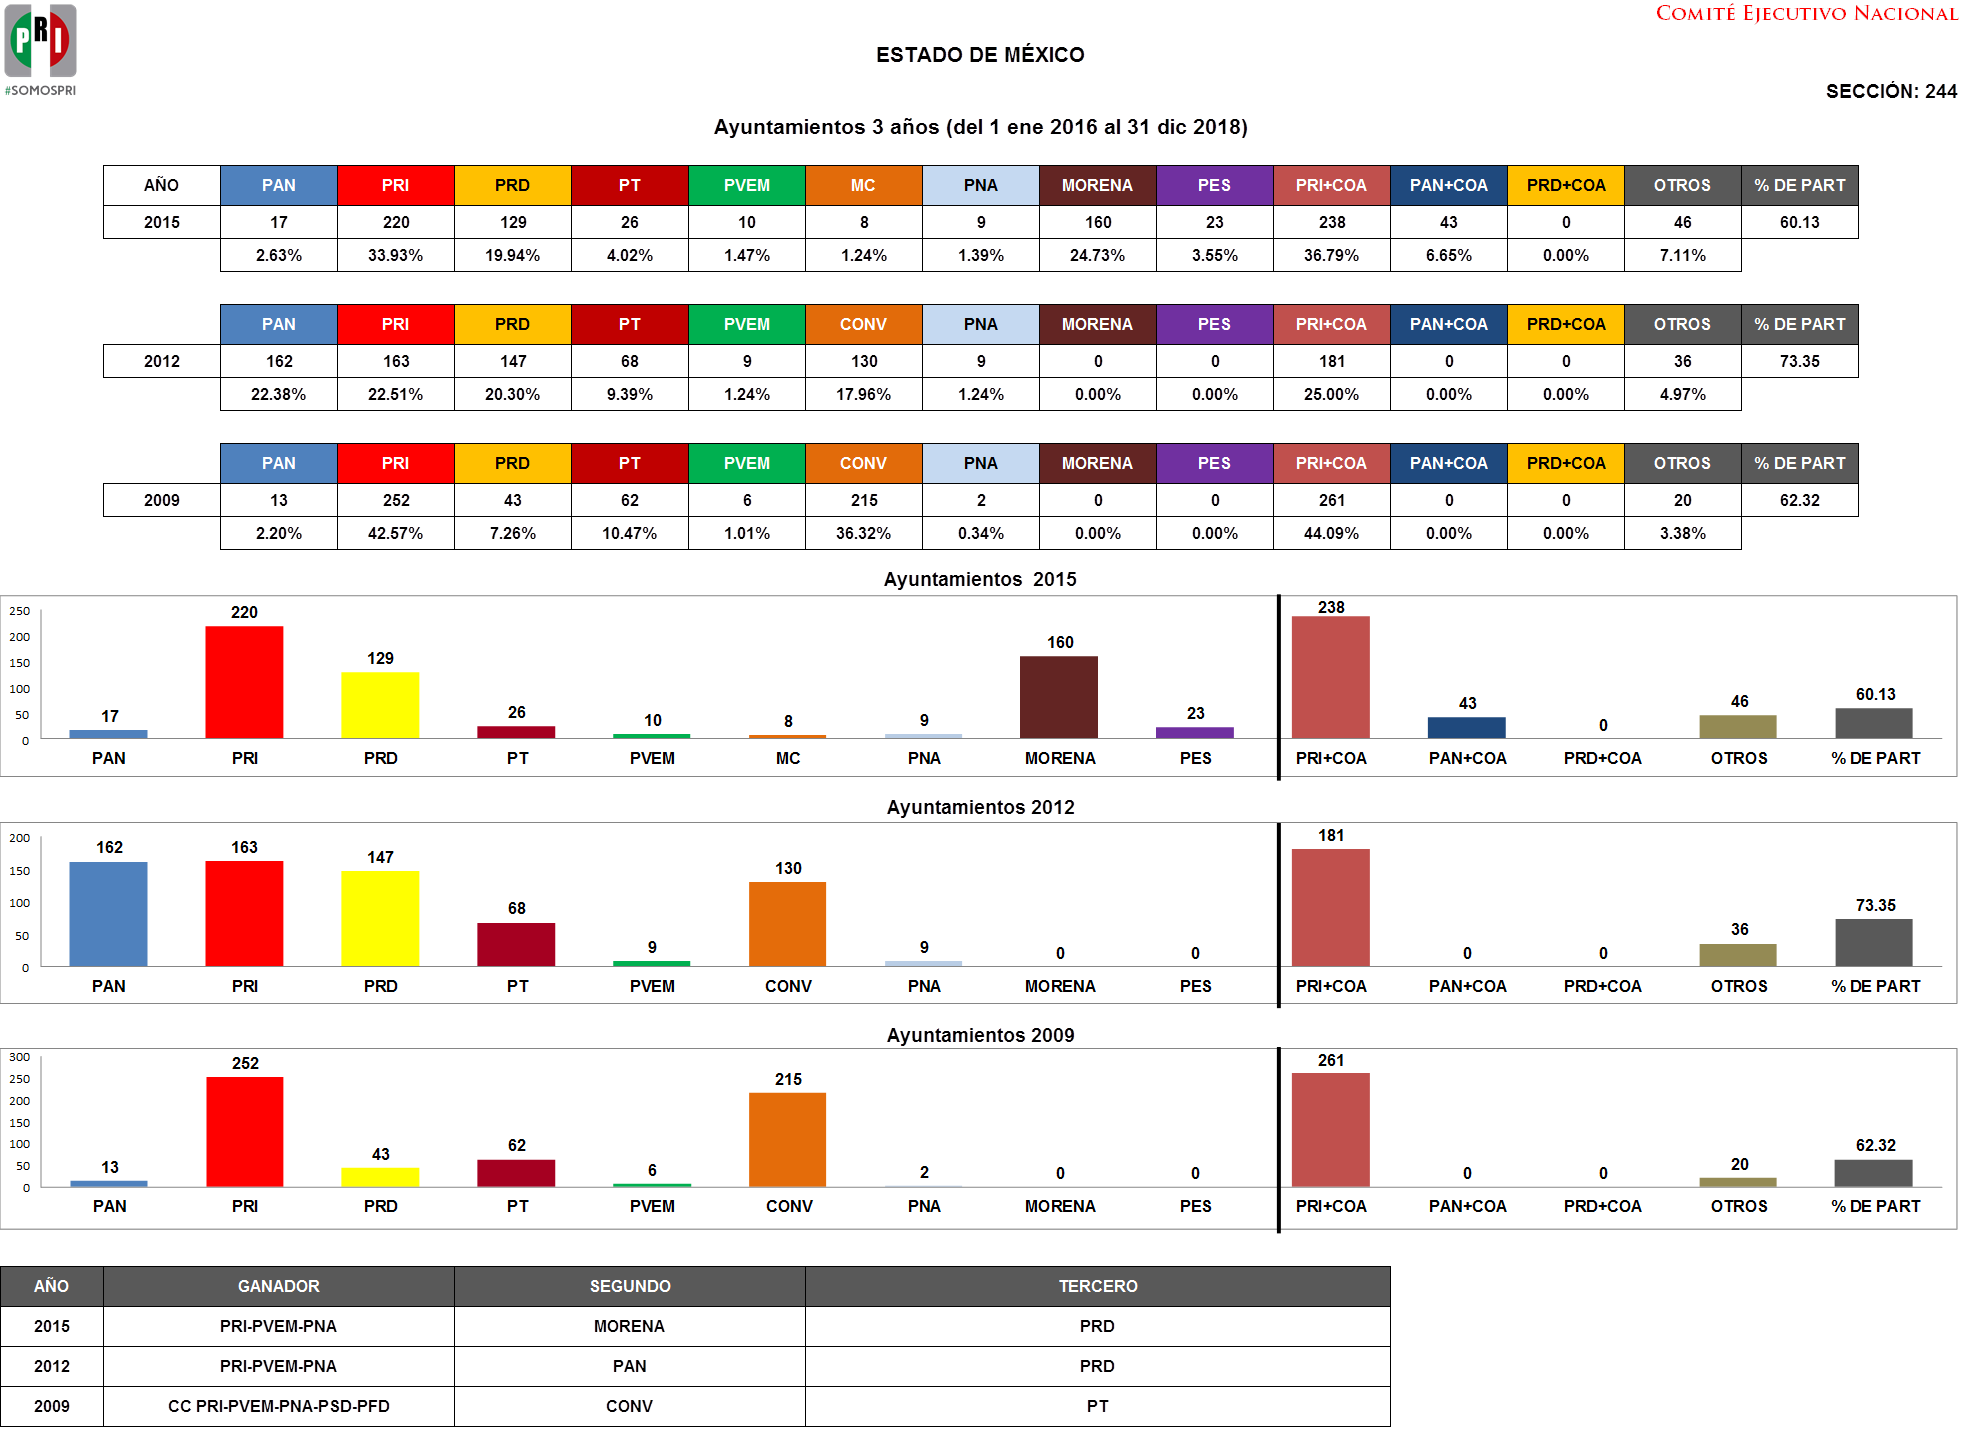 PRI
#SOMOSPRI
COMITÉ EJECUTIVO NACIONAL
ESTADO DE MÉXICO
SECCIÓN: 244
Ayuntamientos 3 años (del 1 ene 2016 al 31 dic 2018)
AÑO PAN PRI PRD PT PVEM MC PNA MORENA PES PRI+COA PAN+COA PRD+COA OTROS % DE PART
2015 17 220 129 26 10 8 9 160 23 238 43 0 46 60.13
2.63% 33.93% 19.94% 4.02% 1.47% 1.24% 1.39% 24.73% 3.55% 36.79% 6.65% 0.00% 7.11%
PAN PRI PRD PT PVEM CONV PNA MORENA PES PRI+COA PAN+COA PRD+COA OTROS % DE PART
2012 162 163 147 68 9 130 9 0 0 181 0 0 36 73.35
22.38% 22.51% 20.30% 9.39% 1.24% 17.96% 1.24% 0.00% 0.00% 25.00% 0.00% 0.00% 4.97%
PAN PRI PRD PT PVEM CONV PNA MORENA PES PRI+COA PAN+COA PRD+COA OTROS % DE PART
2009 13 252 43 62 6 215 2 0 0 261 0 0 20 62.32
2.20% 42.57% 7.26% 10.47% 1.01% 36.32% 0.34% 0.00% 0.00% 44.09% 0.00% 0.00% 3.38%
Ayuntamientos 2015
250
200
150
100
50
0
17 220 129 26 10 8 9 160 23 238 43 0 46 60.13
PAN PRI PRD PT PVEM MC PNA MORENA PES PRI+COA PAN+COA PRD+COA OTROS % DE PART
Ayuntamientos 2012
200
150
100
50
0
162 163 147 68 9 130 9 0 0 181 0 0 36 73.35
PAN PRI PRD PT PVEM CONV PNA MORENA PES PRI+COA PAN+COA PRD+COA OTROS % DE PART
Ayuntamientos 2009
300
250
200
150
100
50
0
13 252 43 62 6 215 2 0 0 261 0 0 20 62.32
PAN PRI PRD PT PVEM CONV PNA MORENA PES PRI+COA PAN+COA PRD+COA OTROS % DE PART
AÑO GANADOR SEGUNDO TERCERO
2015 PRI-PVEM-PNA MORENA PRD
2012 PRI-PVEM-PNA PAN PRD
2009 CC PRI-PVEM-PNA-PSD-PFD CONV PT